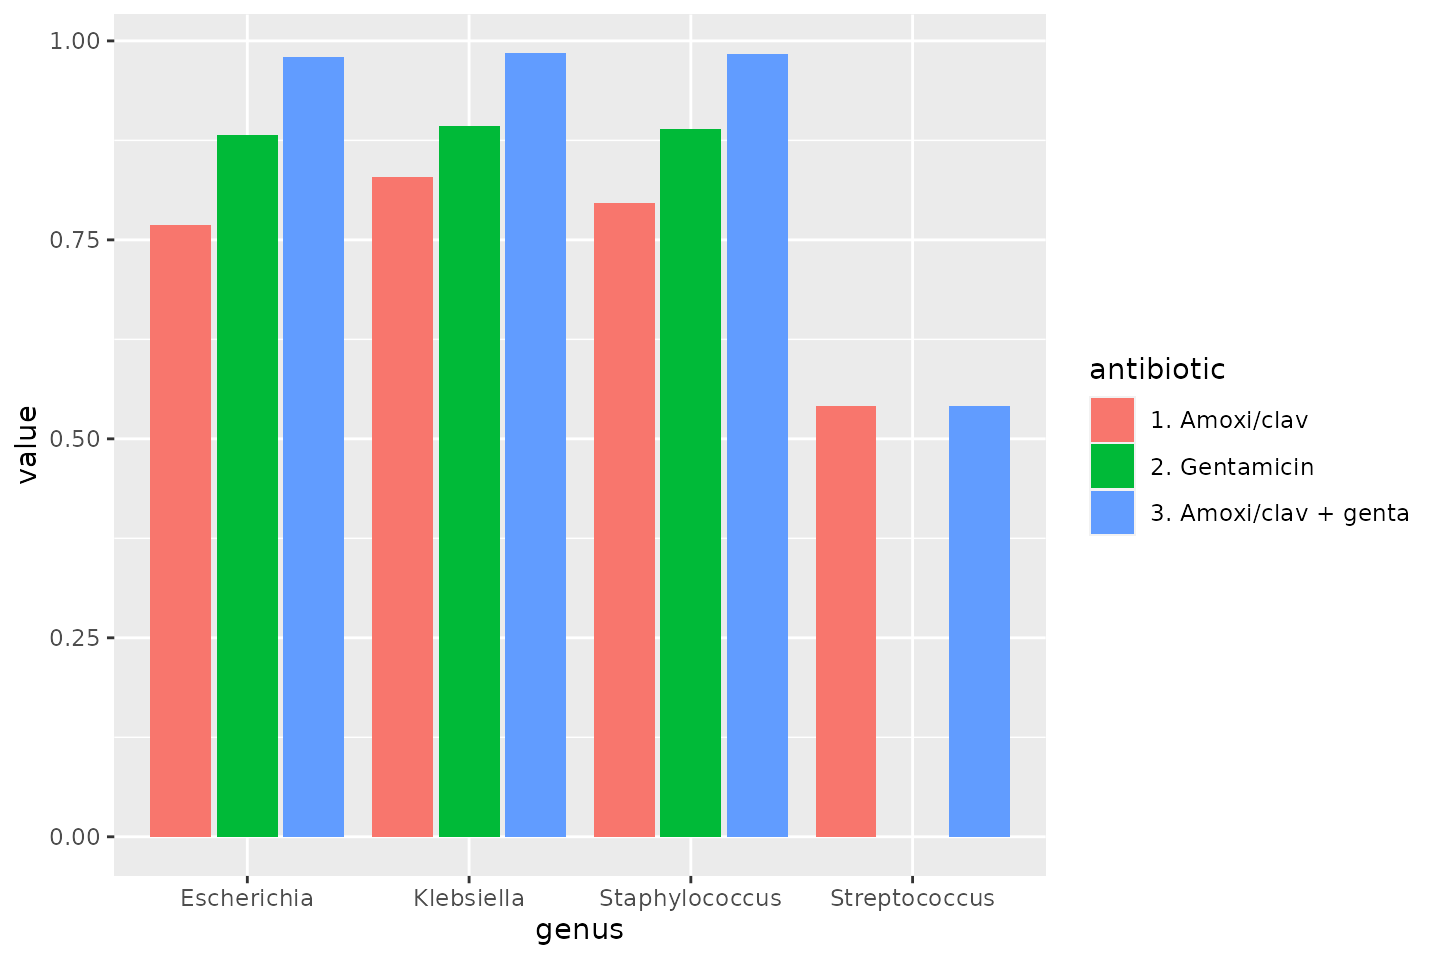 1.00
0.75
0.50
0.25
0.00
value
Escherichia Klebsiella Staphylococcus Streptococcus
genus
antibiotic
1. Amoxi/clav
2. Gentamicin
3. Amoxi/clav + genta